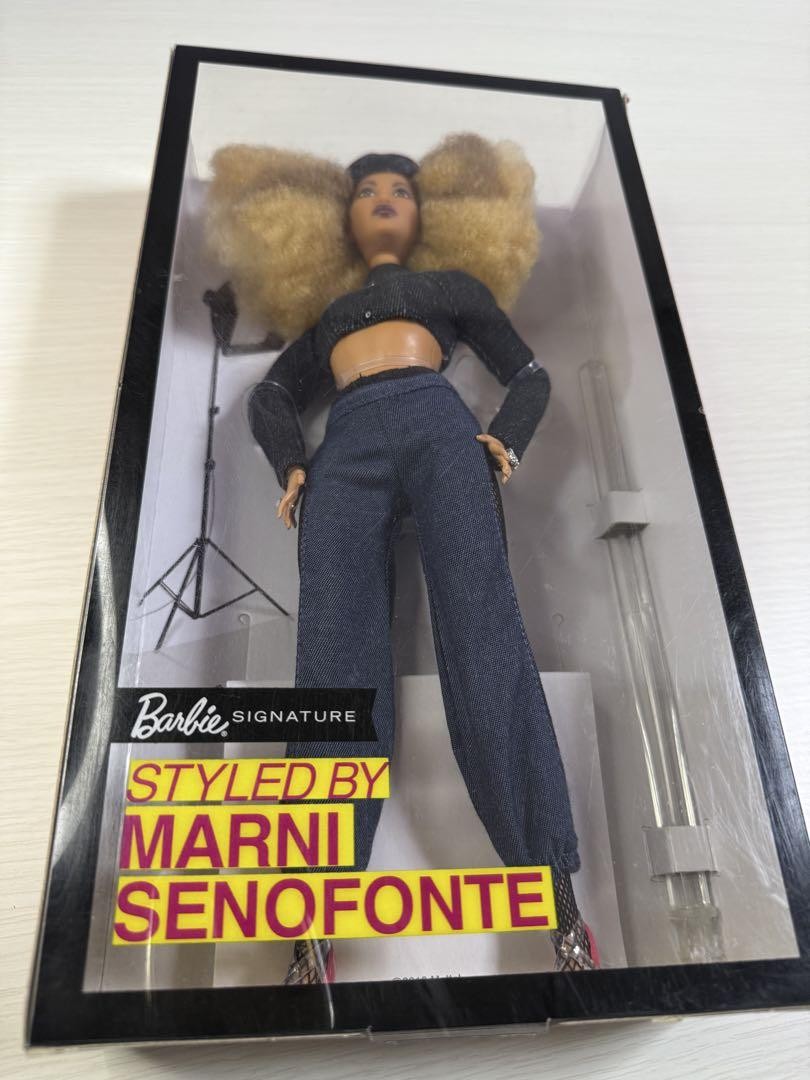 Barbie® SIGNATURE
STYLED BY
MARNI
SENOFONTE